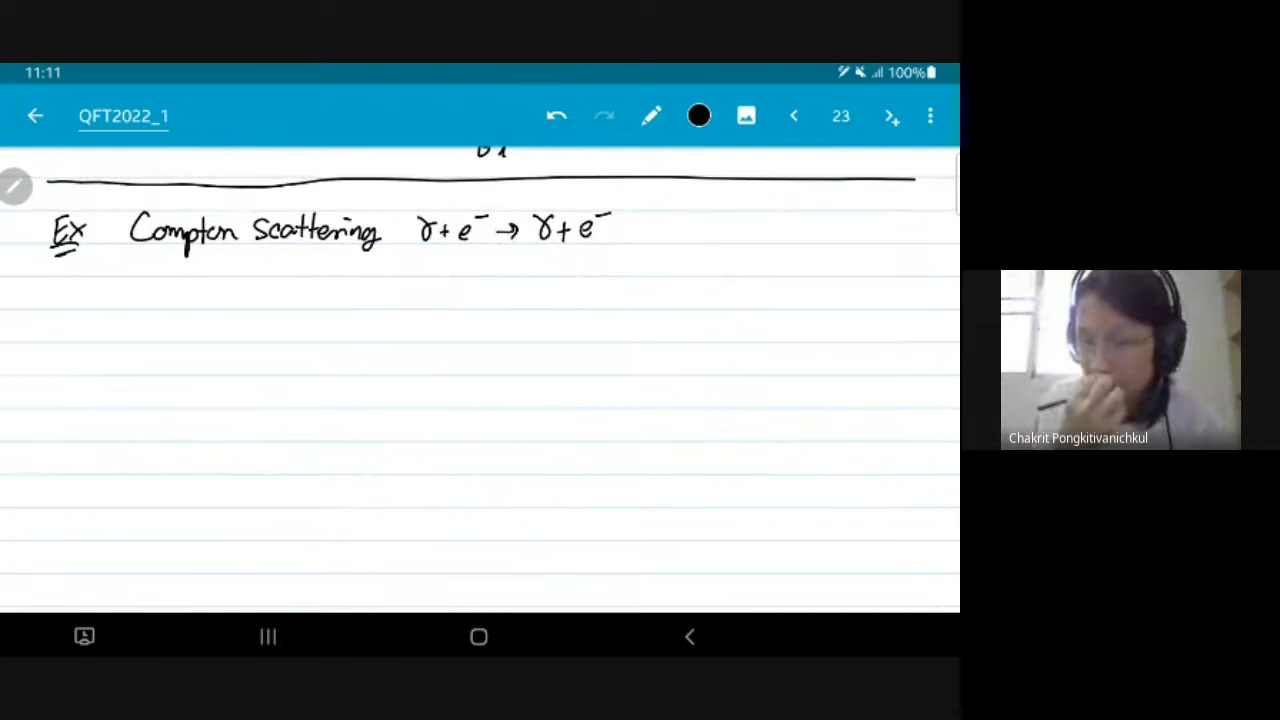 11:11 100%
QFT2022_1 23
Ex Compton Scattering γ + e⁻ → γ + e⁻
Chakrit Pongkitivanichkul